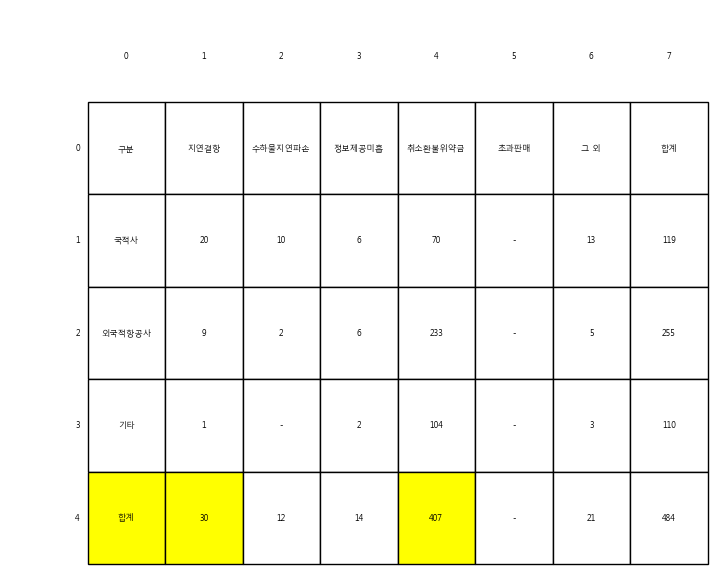 0 1 2 3 4 5 6 7
0 구분 지연결항 수하물지연파손 정보제공미흡 취소환불위약금 초과판매 그 외 합계
1 국적사 20 10 6 70 - 13 119
2 외국적항공사 9 2 6 233 - 5 255
3 기타 1 - 2 104 - 3 110
4 합계 30 12 14 407 - 21 484